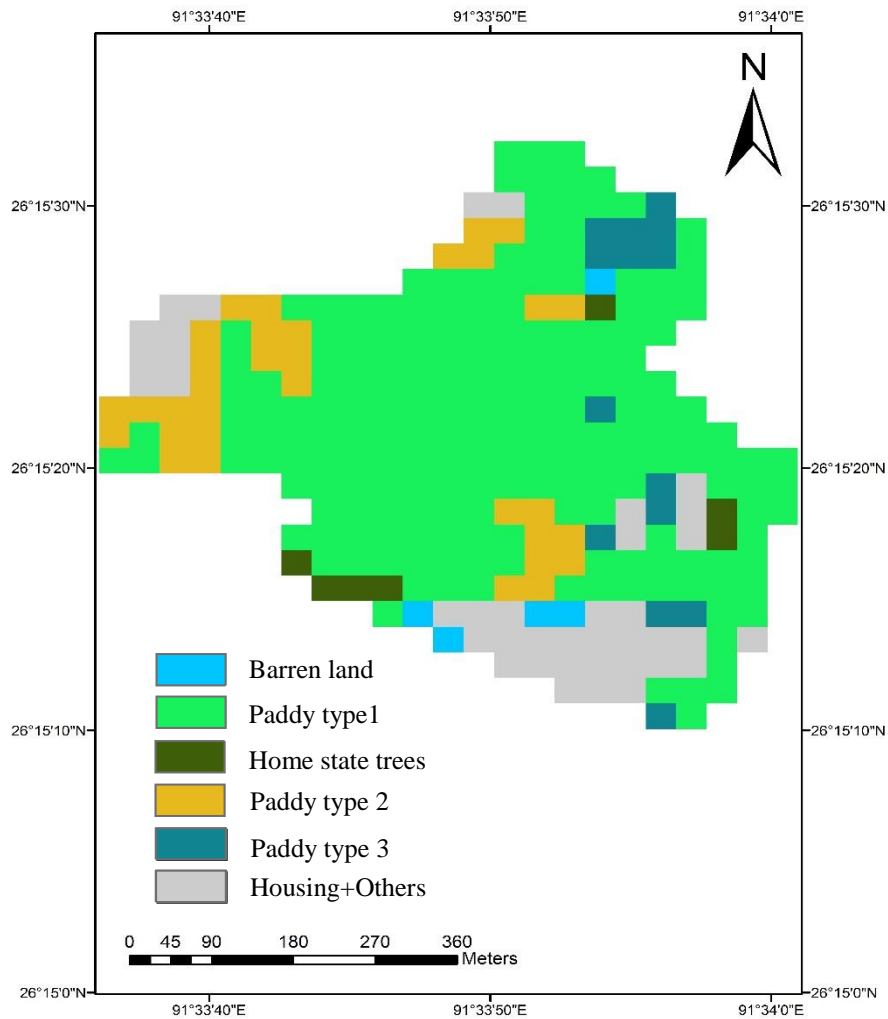 91°33'40"E 91°33'50"E 91°34'0"E
N
26°15'30"N 26°15'30"N
26°15'20"N 26°15'20"N
Barren land
Paddy type1
26°15'10"N 26°15'10"N
Home state trees
Paddy type 2
Paddy type 3
Housing+Others
0 45 90 180 270 360
Meters
26°15'0"N 26°15'0"N
91°33'40"E 91°33'50"E 91°34'0"E